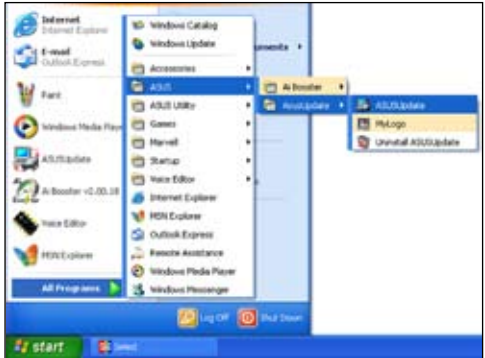 Internet
Internet Explorer
E-mail
Outlook Express
Paint
Windows Media Player
ASUSUpdate
Ai Booster v2.00.18
Voice Editor
MSN Explorer
All Programs
Windows Catalog
Windows Update
Accessories
ASUS
ASUS Utility
Games
Marvell
Startup
Voice Editor
Internet Explorer
MSN Explorer
Outlook Express
Remote Assistance
Windows Media Player
Windows Messenger
Ai Booster
AsusUpdate
ASUSUpdate
MyLogo
Uninstall ASUSUpdate
Log Off
Shut Down
start